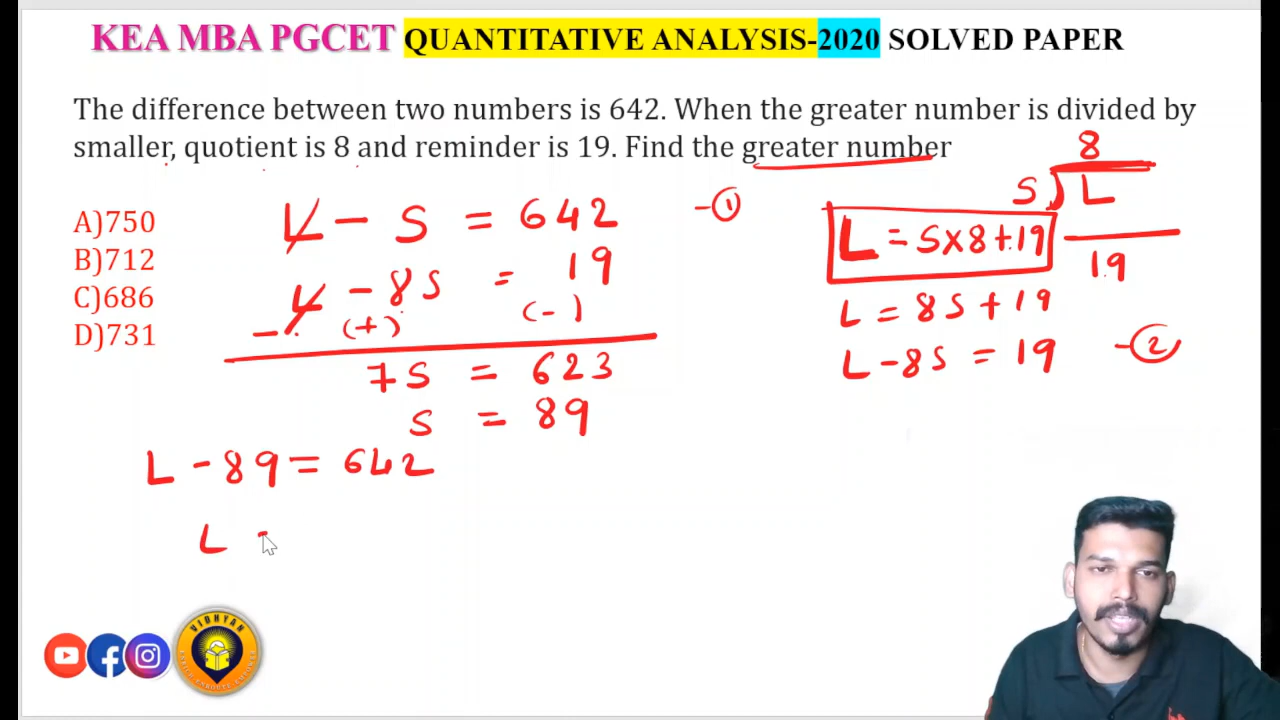 KEA MBA PGCET QUANTITATIVE ANALYSIS-2020 SOLVED PAPER
The difference between two numbers is 642. When the greater number is divided by
smaller, quotient is 8 and reminder is 19. Find the greater number
A)750
B)712
C)686
D)731
L - S = 642 -①
L - 8S = 19
- (+) (-)
7S = 623
S = 89
L - 89 = 642
L -
8
S ) L
19
L = S×8+19
L = 8S + 19
L - 8S = 19 -②
VIDHYAN